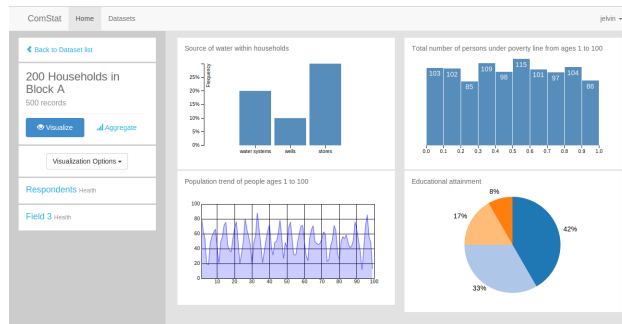 ComStat Home Datasets jelvin
Back to Dataset list
200 Households in
Block A
500 records
Visualize Aggregate
Visualization Options
Respondents Health
Field 3 Health
Source of water within households
Frequency
25%
20%
15%
10%
5%
0%
water systems wells stores
Total number of persons under poverty line from ages 1 to 100
103 102 85 109 98 115 101 97 104 86
0.0 0.1 0.2 0.3 0.4 0.5 0.6 0.7 0.8 0.9 1.0
Population trend of people ages 1 to 100
100
80
60
40
20
0
10 20 30 40 50 60 70 80 90 100
Educational attainment
8%
17%
42%
33%